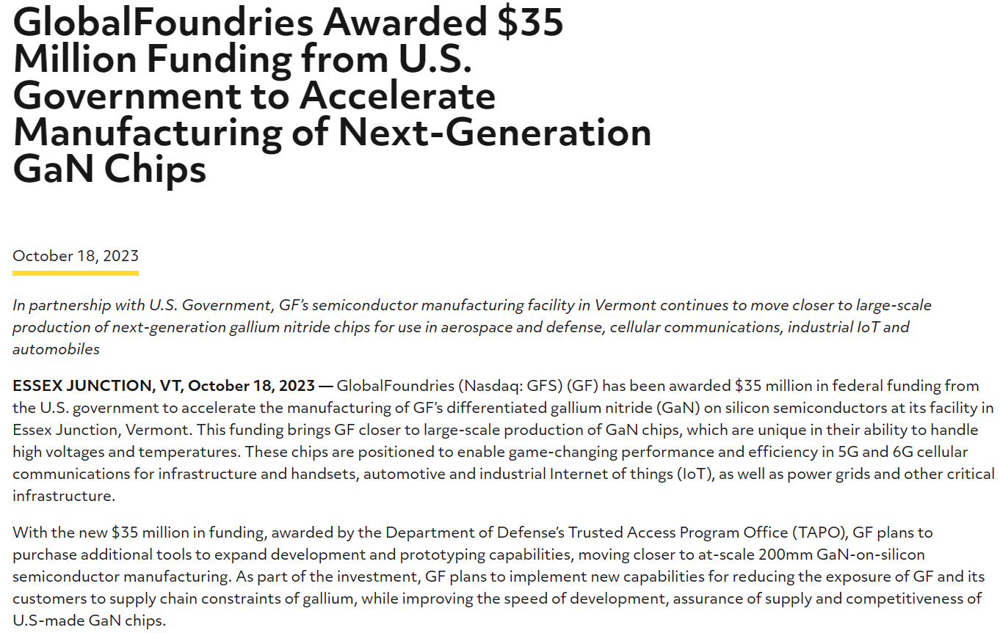 GlobalFoundries Awarded $35
Million Funding from U.S.
Government to Accelerate
Manufacturing of Next-Generation
GaN Chips
October 18, 2023
In partnership with U.S. Government, GF’s semiconductor manufacturing facility in Vermont continues to move closer to large-scale
production of next-generation gallium nitride chips for use in aerospace and defense, cellular communications, industrial IoT and
automobiles
ESSEX JUNCTION, VT, October 18, 2023 — GlobalFoundries (Nasdaq: GFS) (GF) has been awarded $35 million in federal funding from
the U.S. government to accelerate the manufacturing of GF’s differentiated gallium nitride (GaN) on silicon semiconductors at its facility in
Essex Junction, Vermont. This funding brings GF closer to large-scale production of GaN chips, which are unique in their ability to handle
high voltages and temperatures. These chips are positioned to enable game-changing performance and efficiency in 5G and 6G cellular
communications for infrastructure and handsets, automotive and industrial Internet of things (IoT), as well as power grids and other critical
infrastructure.
With the new $35 million in funding, awarded by the Department of Defense’s Trusted Access Program Office (TAPO), GF plans to
purchase additional tools to expand development and prototyping capabilities, moving closer to at-scale 200mm GaN-on-silicon
semiconductor manufacturing. As part of the investment, GF plans to implement new capabilities for reducing the exposure of GF and its
customers to supply chain constraints of gallium, while improving the speed of development, assurance of supply and competitiveness of
U.S-made GaN chips.